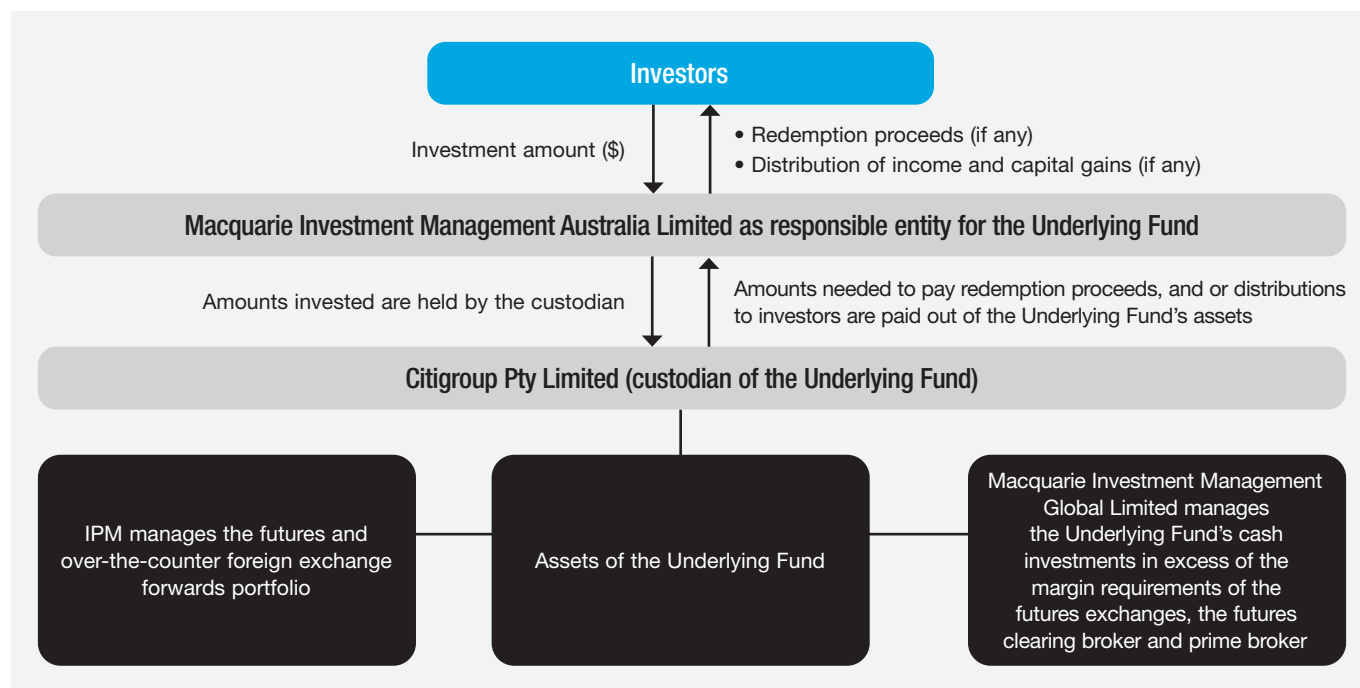 Investors
Investment amount ($)
• Redemption proceeds (if any)
• Distribution of income and capital gains (if any)
Macquarie Investment Management Australia Limited as responsible entity for the Underlying Fund
Amounts invested are held by the custodian
Amounts needed to pay redemption proceeds, and or distributions
to investors are paid out of the Underlying Fund’s assets
Citigroup Pty Limited (custodian of the Underlying Fund)
IPM manages the futures and
over-the-counter foreign exchange
forwards portfolio
Assets of the Underlying Fund
Macquarie Investment Management
Global Limited manages
the Underlying Fund’s cash
investments in excess of the
margin requirements of the
futures exchanges, the futures
clearing broker and prime broker